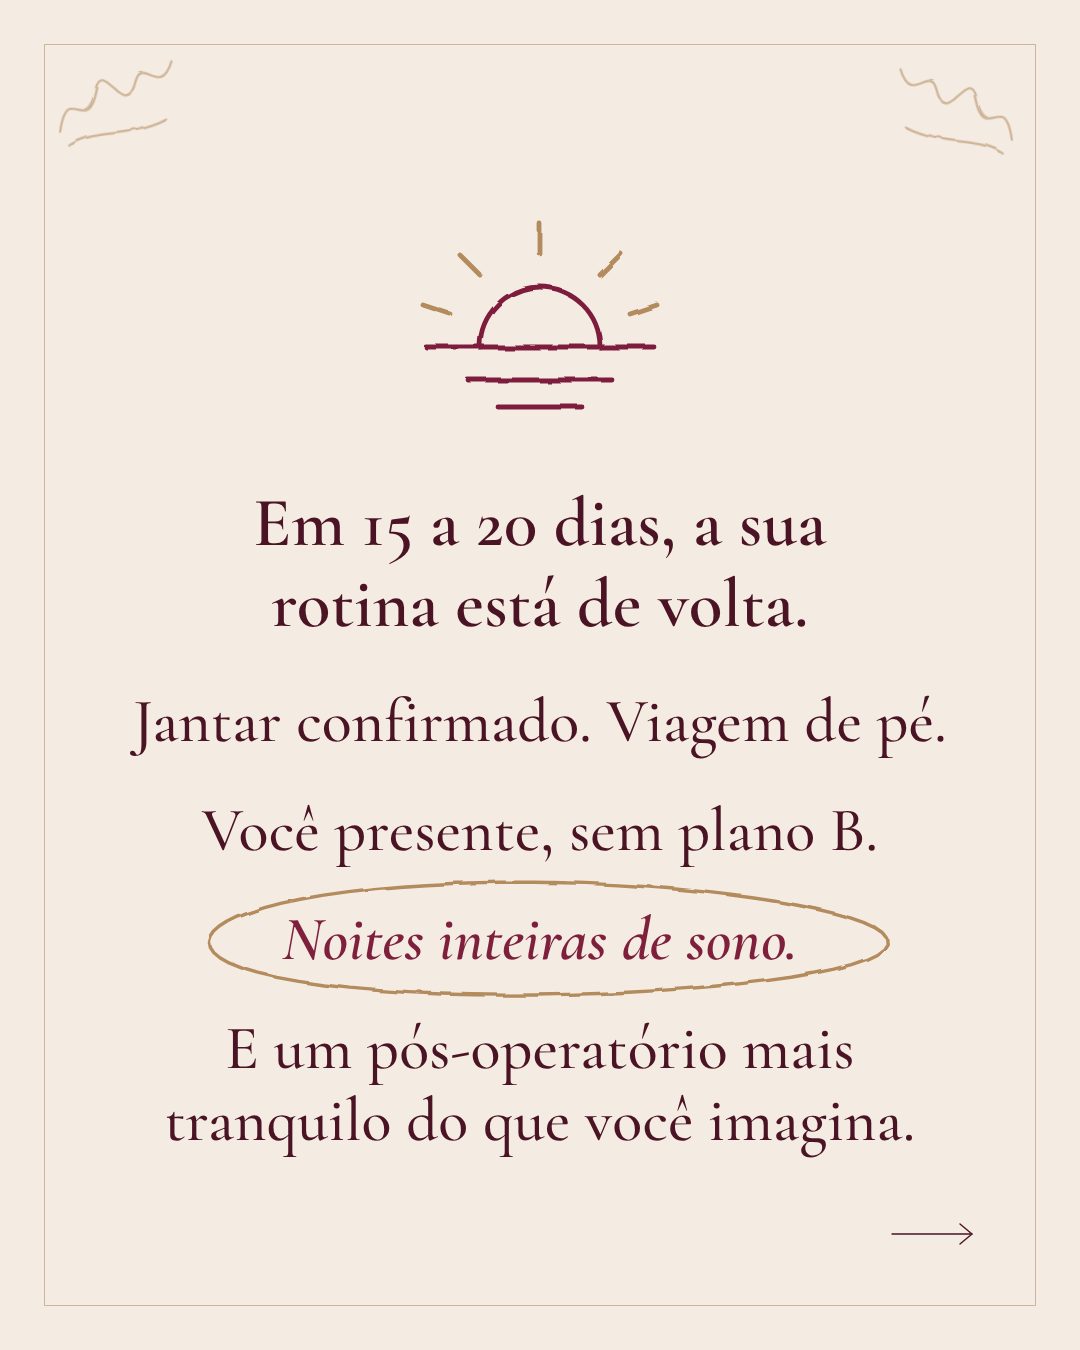 Em 15 a 20 dias, a sua
rotina está de volta.
Jantar confirmado. Viagem de pé.
Você presente, sem plano B.
Noites inteiras de sono.
E um pós-operatório mais
tranquilo do que você imagina.